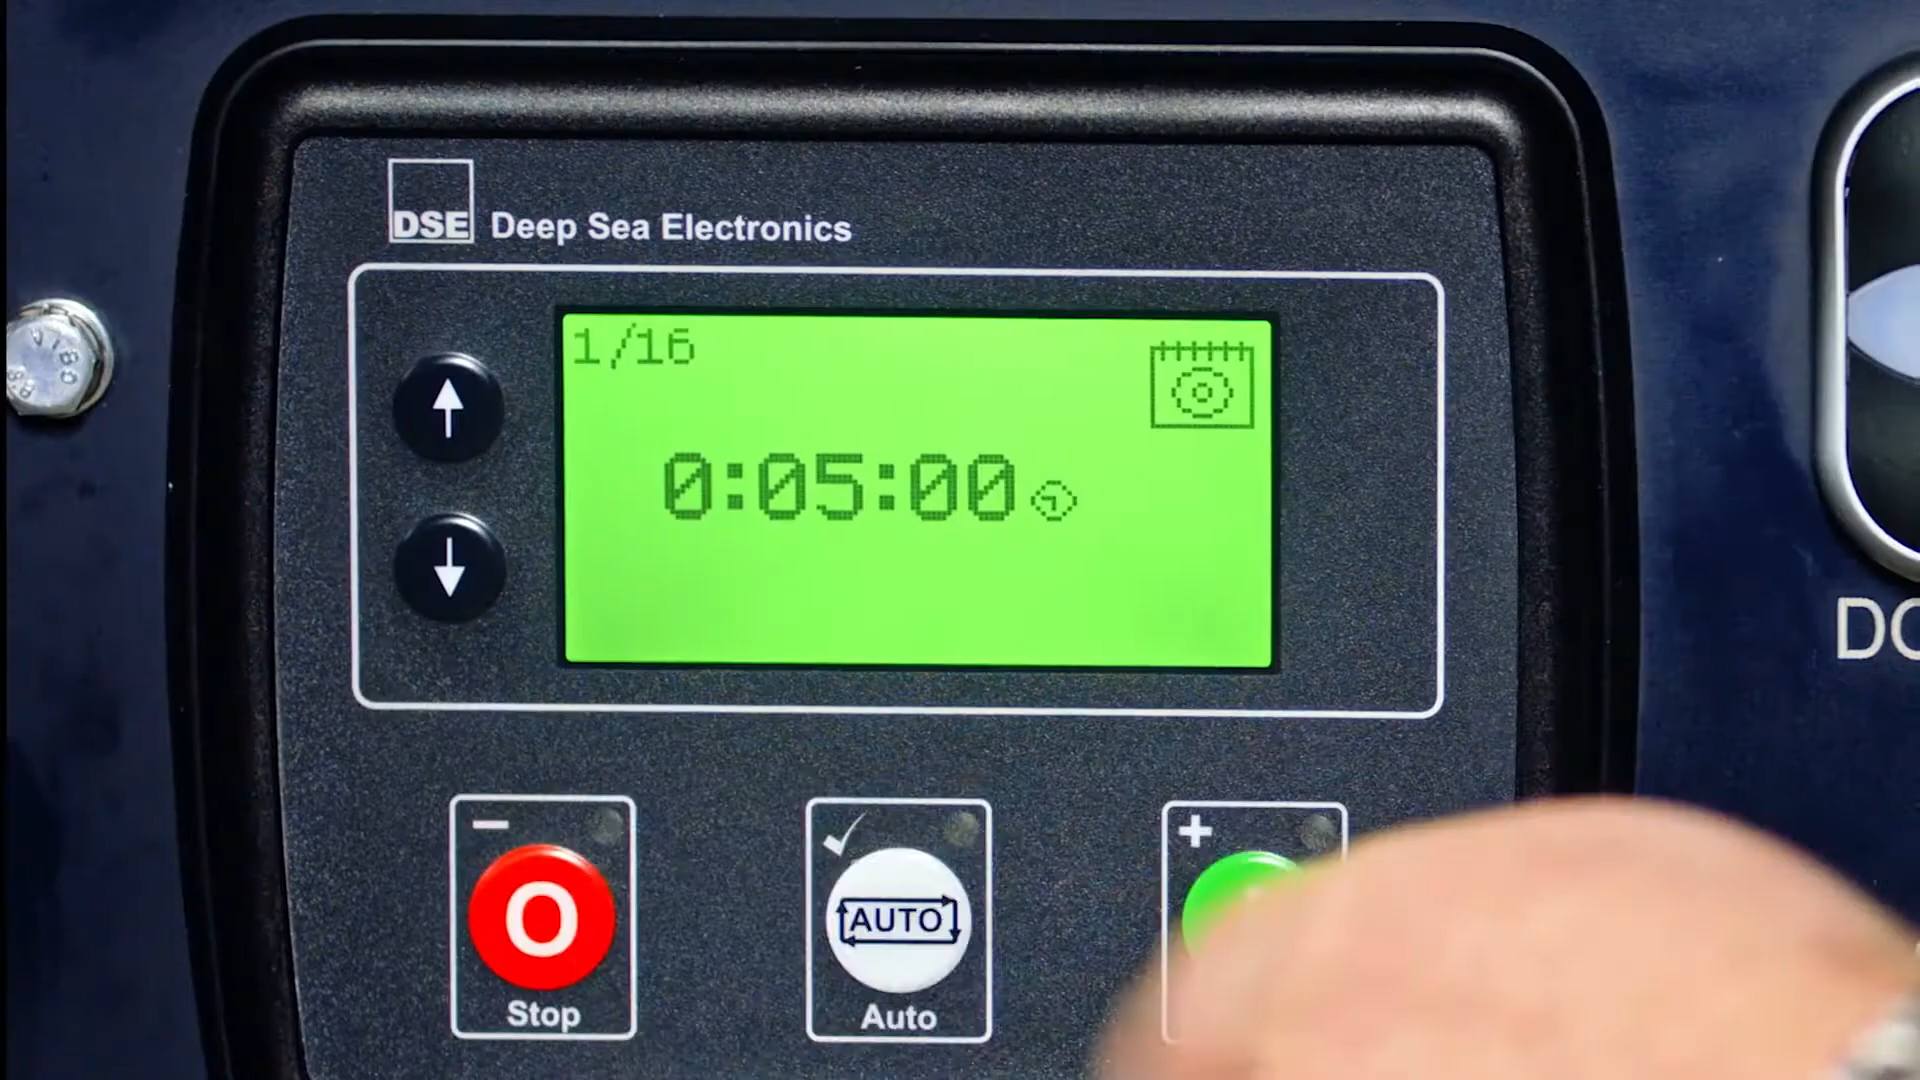 DSE Deep Sea Electronics
1/16
0:05:00
DC
− ✓ +
O AUTO
Stop Auto